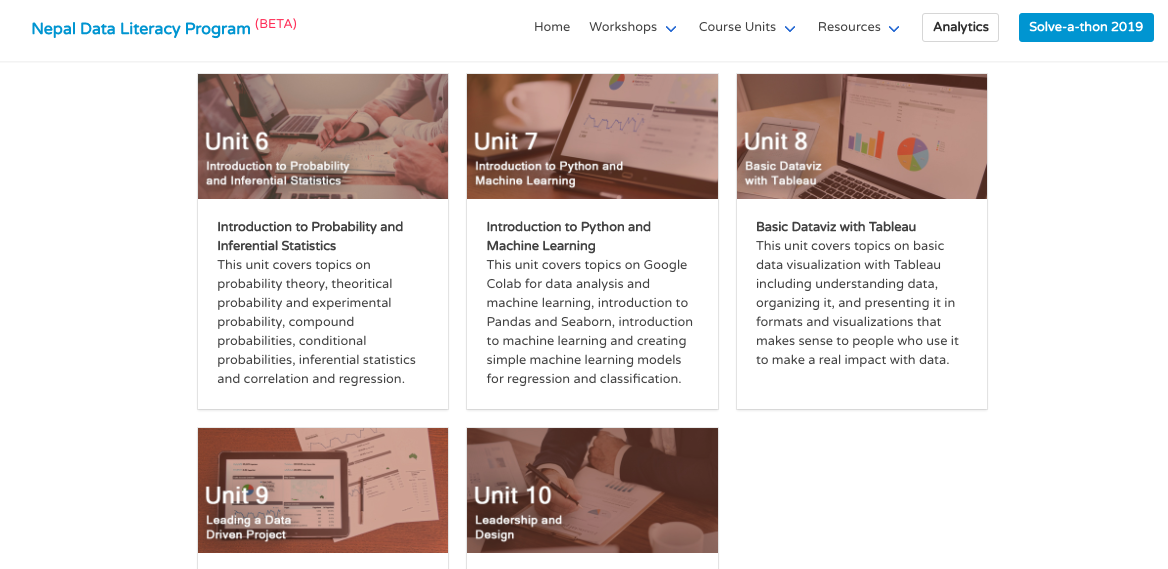 Nepal Data Literacy Program (BETA)
Home Workshops Course Units Resources Analytics Solve-a-thon 2019
Unit 6
Introduction to Probability
and Inferential Statistics
Introduction to Probability and
Inferential Statistics
This unit covers topics on
probability theory, theoritical
probability and experimental
probability, compound
probabilities, conditional
probabilities, inferential statistics
and correlation and regression.
Unit 7
Introduction to Python and
Machine Learning
Introduction to Python and
Machine Learning
This unit covers topics on Google
Colab for data analysis and
machine learning, introduction to
Pandas and Seaborn, introduction
to machine learning and creating
simple machine learning models
for regression and classification.
Unit 8
Basic Dataviz
with Tableau
Basic Dataviz with Tableau
This unit covers topics on basic
data visualization with Tableau
including understanding data,
organizing it, and presenting it in
formats and visualizations that
makes sense to people who use it
to make a real impact with data.
Unit 9
Leading a Data
Driven Project
Unit 10
Leadership and
Design